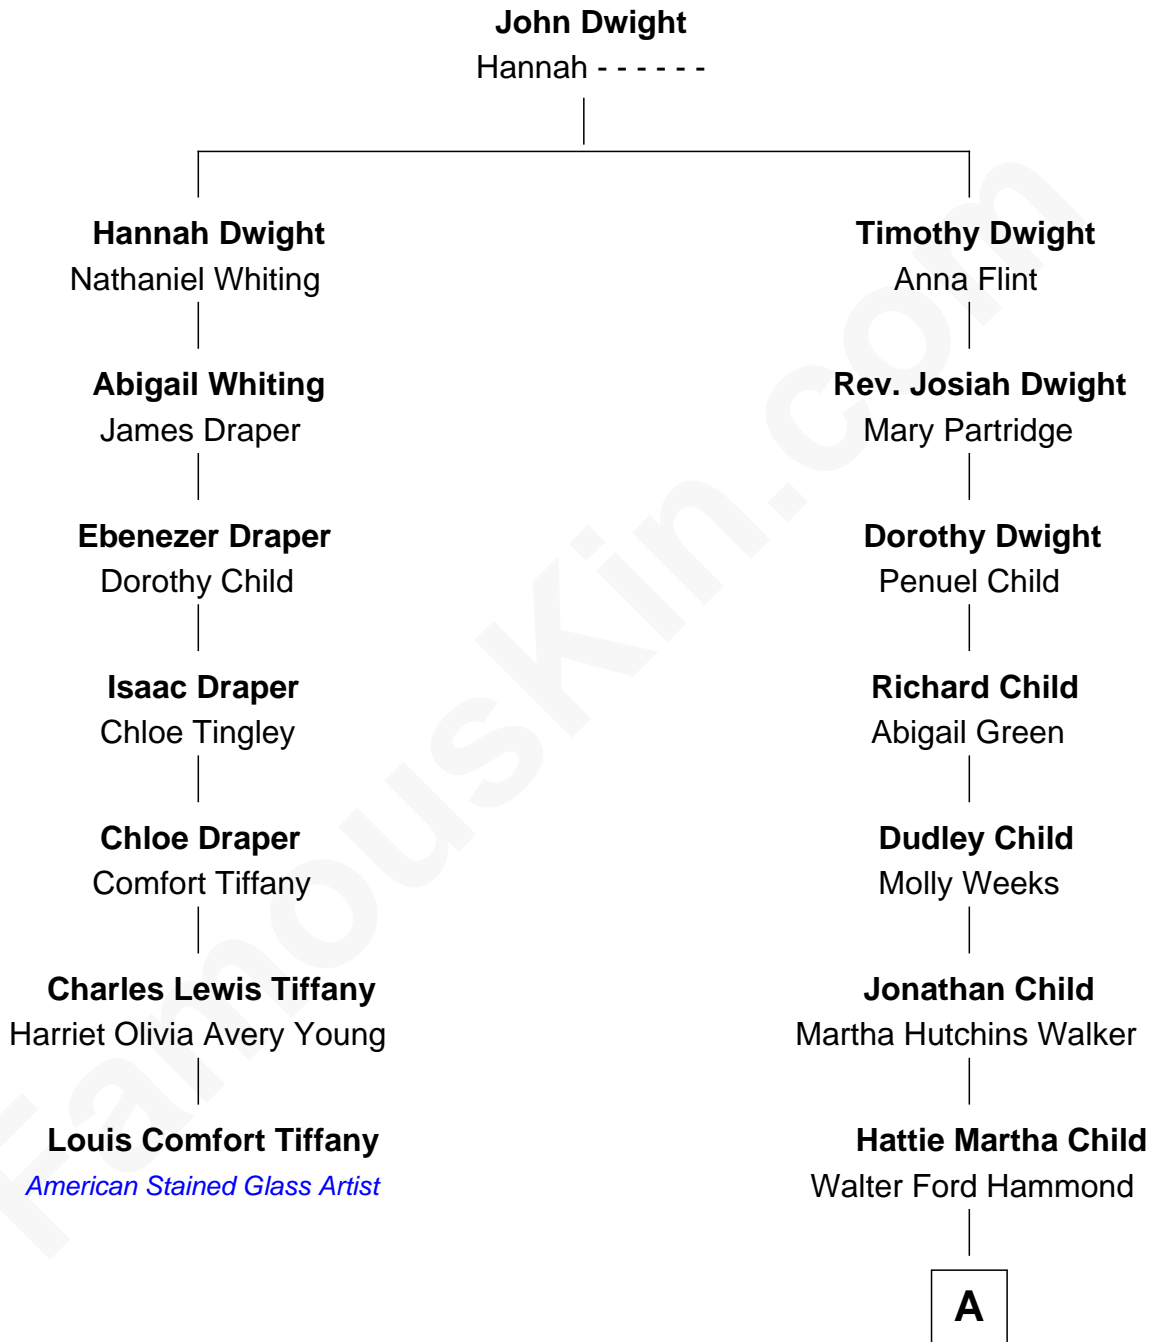 John Dwight
Hannah - - - - - -
Hannah Dwight
Nathaniel Whiting
Timothy Dwight
Anna Flint
Abigail Whiting
James Draper
Rev. Josiah Dwight
Mary Partridge
Ebenezer Draper
Dorothy Child
Dorothy Dwight
Penuel Child
Isaac Draper
Chloe Tingley
Richard Child
Abigail Green
Chloe Draper
Comfort Tiffany
Dudley Child
Molly Weeks
Charles Lewis Tiffany
Harriet Olivia Avery Young
Jonathan Child
Martha Hutchins Walker
Louis Comfort Tiffany
American Stained Glass Artist
Hattie Martha Child
Walter Ford Hammond
A
FamousKin.com